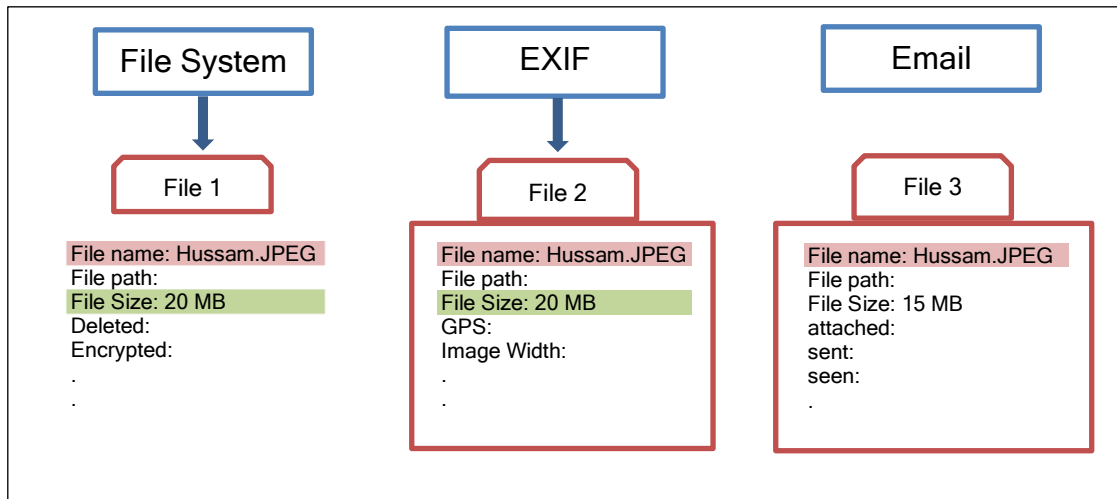 File System
EXIF
Email
File 1
File 2
File 3
File name: Hussam.JPEG
File path:
File Size: 20 MB
Deleted:
Encrypted:
.
.
File name: Hussam.JPEG
File path:
File Size: 20 MB
GPS:
Image Width:
.
.
File name: Hussam.JPEG
File path:
File Size: 15 MB
attached:
sent:
seen:
.